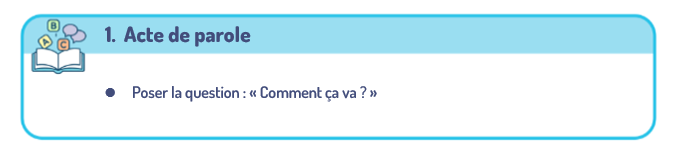 B
A
C
1. Acte de parole
● Poser la question : « Comment ça va ? »